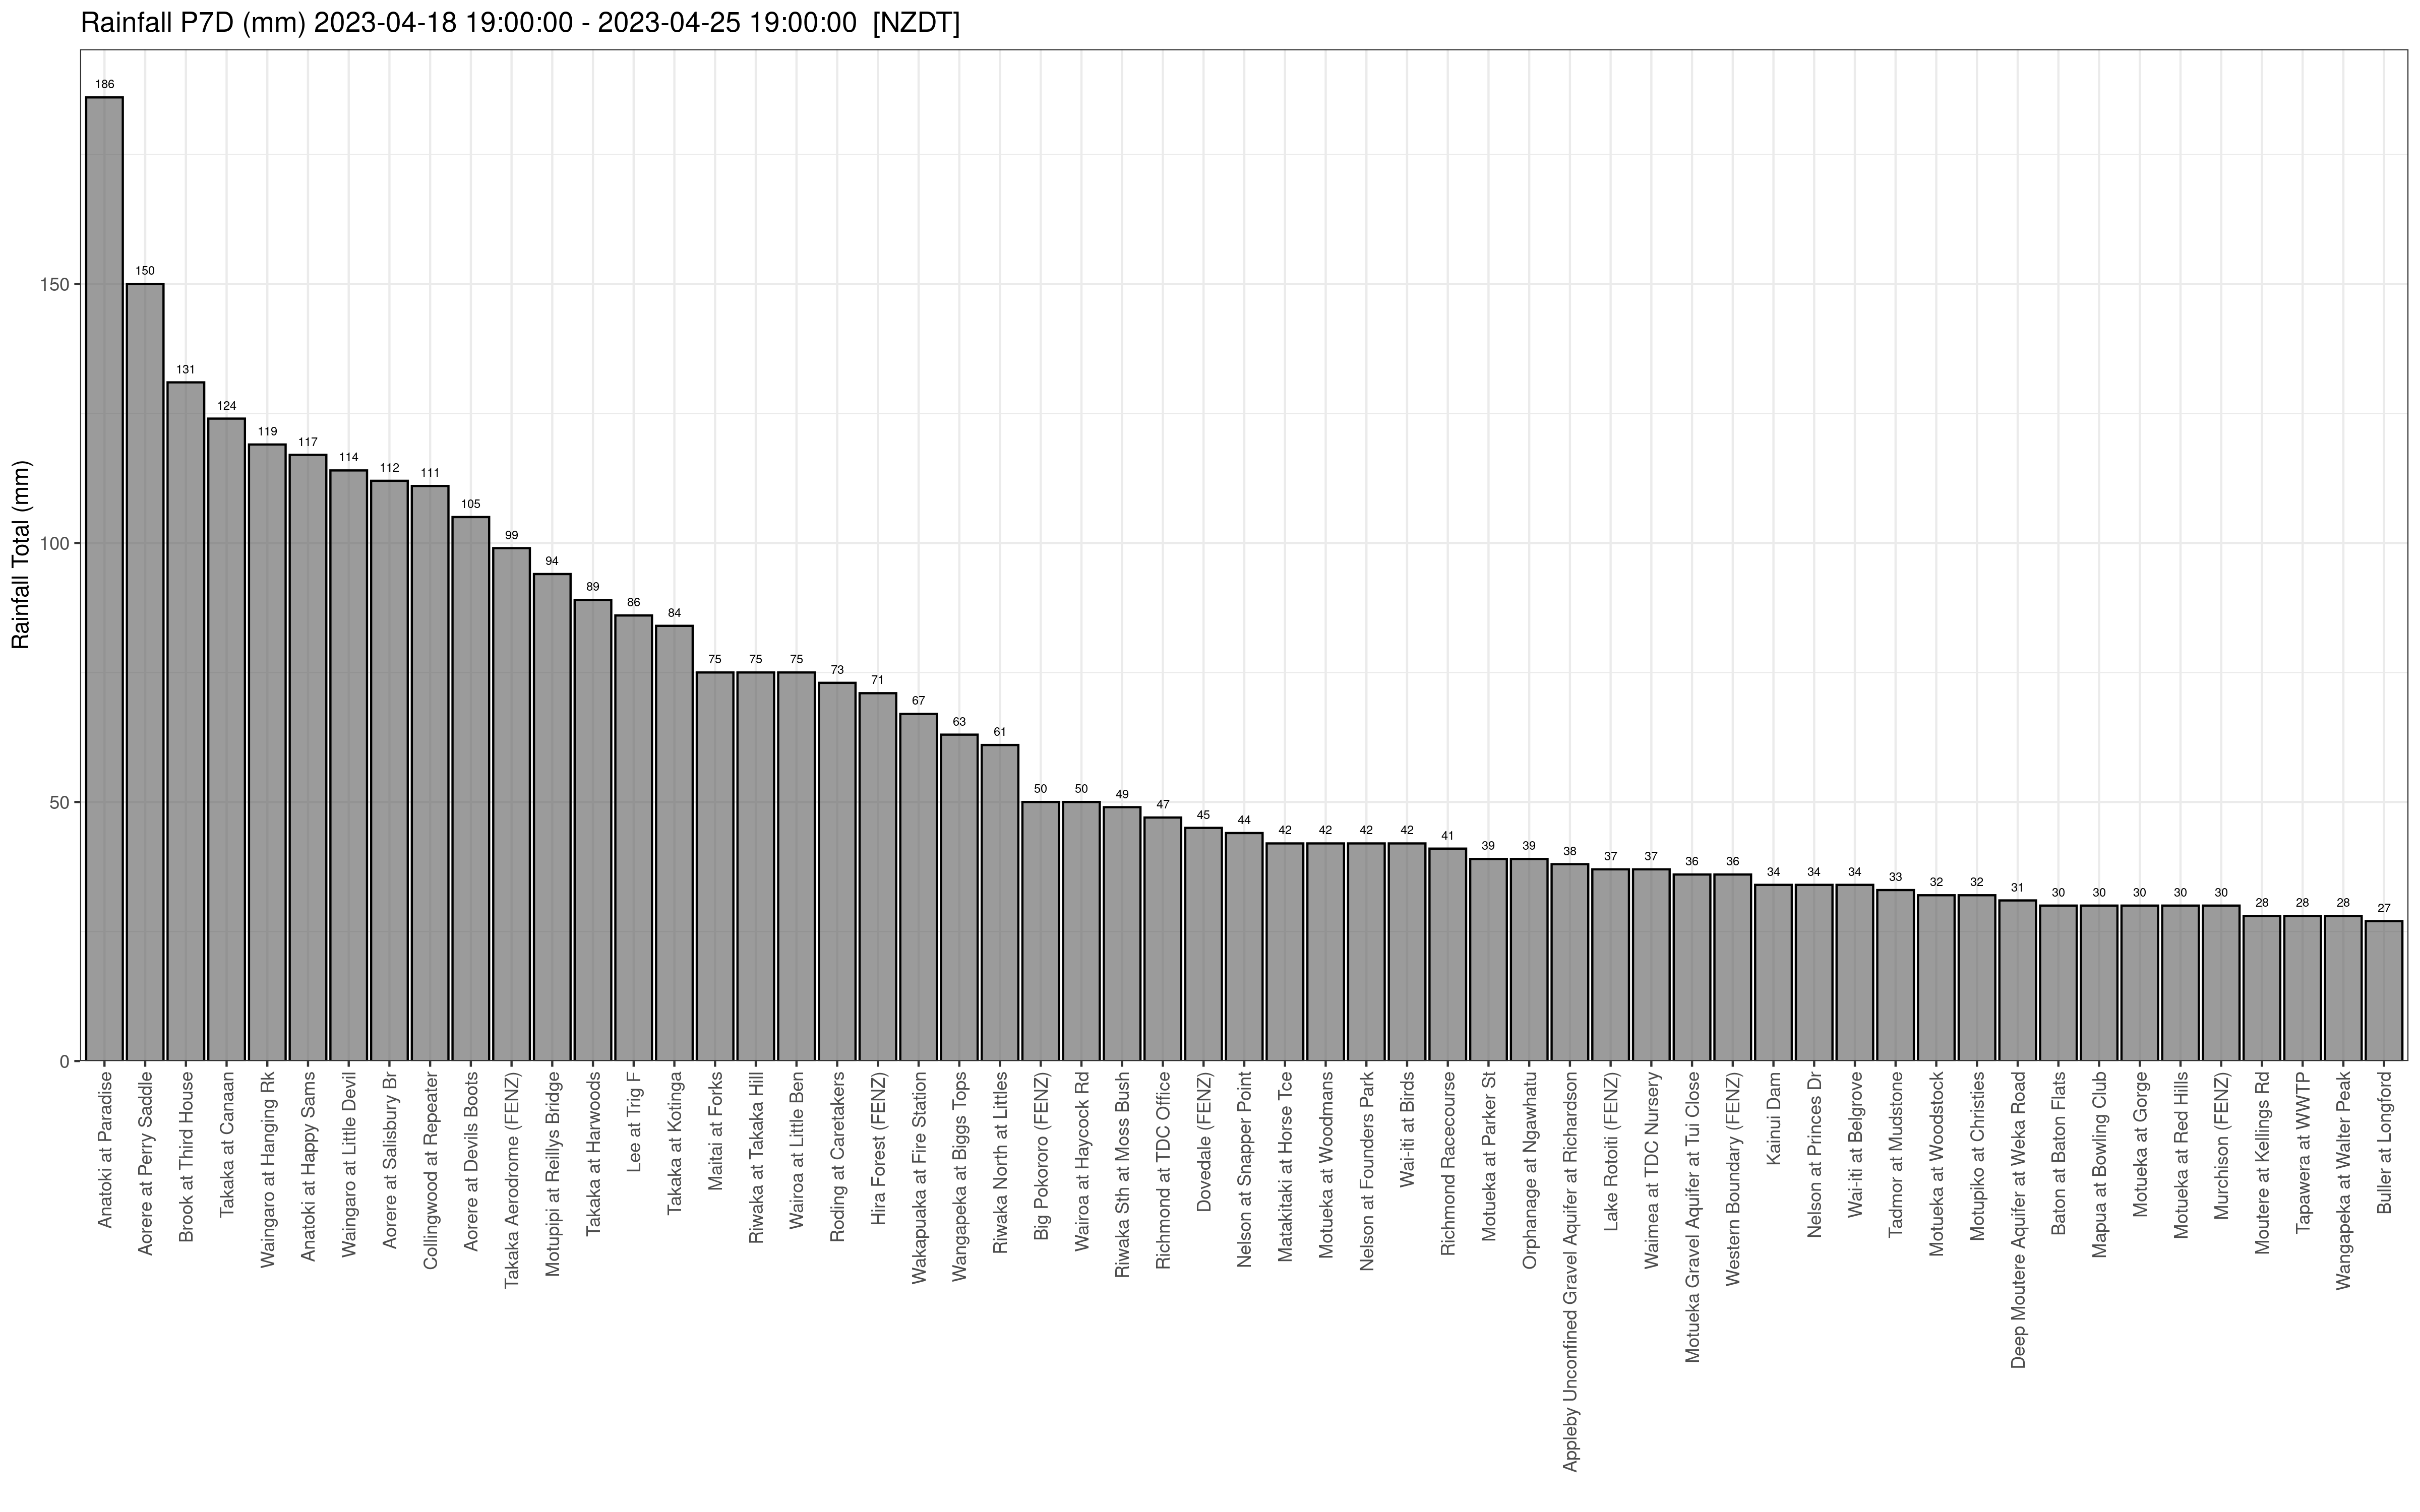 Rainfall P7D (mm) 2023-04-18 19:00:00 - 2023-04-25 19:00:00 [NZDT]
Rainfall Total (mm)
150
100
50
0
186
150
131
124
119
117
114
112
111
105
99
94
89
86
84
75
75
75
73
71
67
63
61
50
50
49
47
45
44
42
42
42
42
41
39
39
38
37
37
36
36
34
34
34
33
32
32
31
30
30
30
30
30
28
28
28
27
Anatoki at Paradise
Aorere at Perry Saddle
Brook at Third House
Takaka at Canaan
Waingaro at Hanging Rk
Anatoki at Happy Sams
Waingaro at Little Devil
Aorere at Salisbury Br
Collingwood at Repeater
Aorere at Devils Boots
Takaka Aerodrome (FENZ)
Motupipi at Reillys Bridge
Takaka at Harwoods
Lee at Trig F
Takaka at Kotinga
Maitai at Forks
Riwaka at Takaka Hill
Wairoa at Little Ben
Roding at Caretakers
Hira Forest (FENZ)
Wakapuaka at Fire Station
Wangapeka at Biggs Tops
Riwaka North at Littles
Big Pokororo (FENZ)
Wairoa at Haycock Rd
Riwaka Sth at Moss Bush
Richmond at TDC Office
Dovedale (FENZ)
Nelson at Snapper Point
Matakitaki at Horse Tce
Motueka at Woodmans
Nelson at Founders Park
Wai-iti at Birds
Richmond Racecourse
Motueka at Parker St
Orphanage at Ngawhatu
Appleby Unconfined Gravel Aquifer at Richardson
Lake Rotoiti (FENZ)
Waimea at TDC Nursery
Motueka Gravel Aquifer at Tui Close
Western Boundary (FENZ)
Kainui Dam
Nelson at Princes Dr
Wai-iti at Belgrove
Tadmor at Mudstone
Motueka at Woodstock
Motupiko at Christies
Deep Moutere Aquifer at Weka Road
Baton at Baton Flats
Mapua at Bowling Club
Motueka at Gorge
Motueka at Red Hills
Murchison (FENZ)
Moutere at Kellings Rd
Tapawera at WWTP
Wangapeka at Walter Peak
Buller at Longford